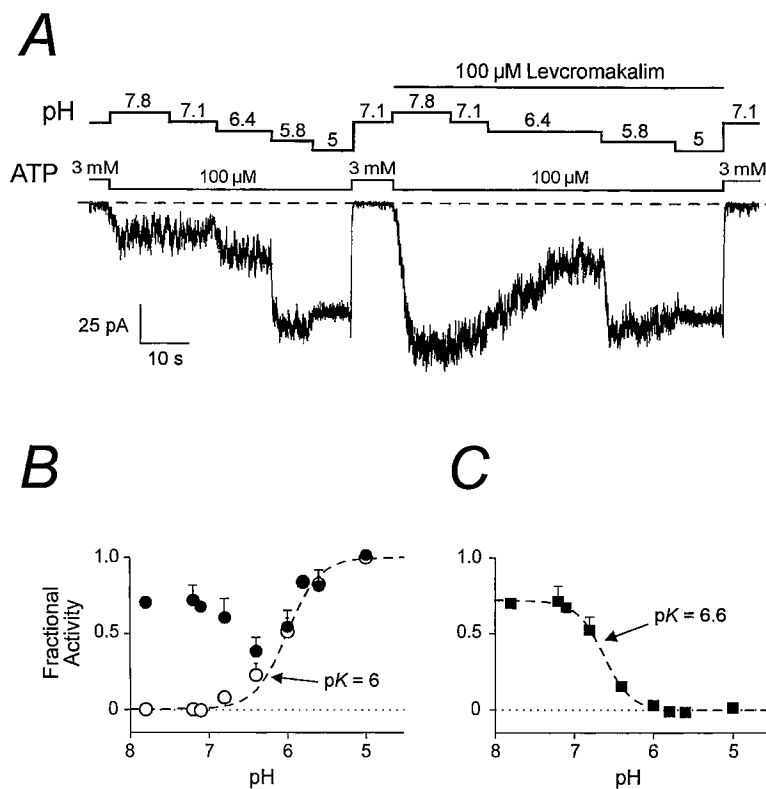 A
100 µM Levcromakalim
pH 7.8 7.1 6.4 5.8 5 7.1 7.8 7.1 6.4 5.8 5 7.1
ATP 3 mM 100 µM 3 mM 100 µM 3 mM
25 pA
10 s
B
C
Fractional
Activity
1.0
0.5
0
pK = 6
8 7 6 5
pH
1.0
0.5
0
pK = 6.6
8 7 6 5
pH